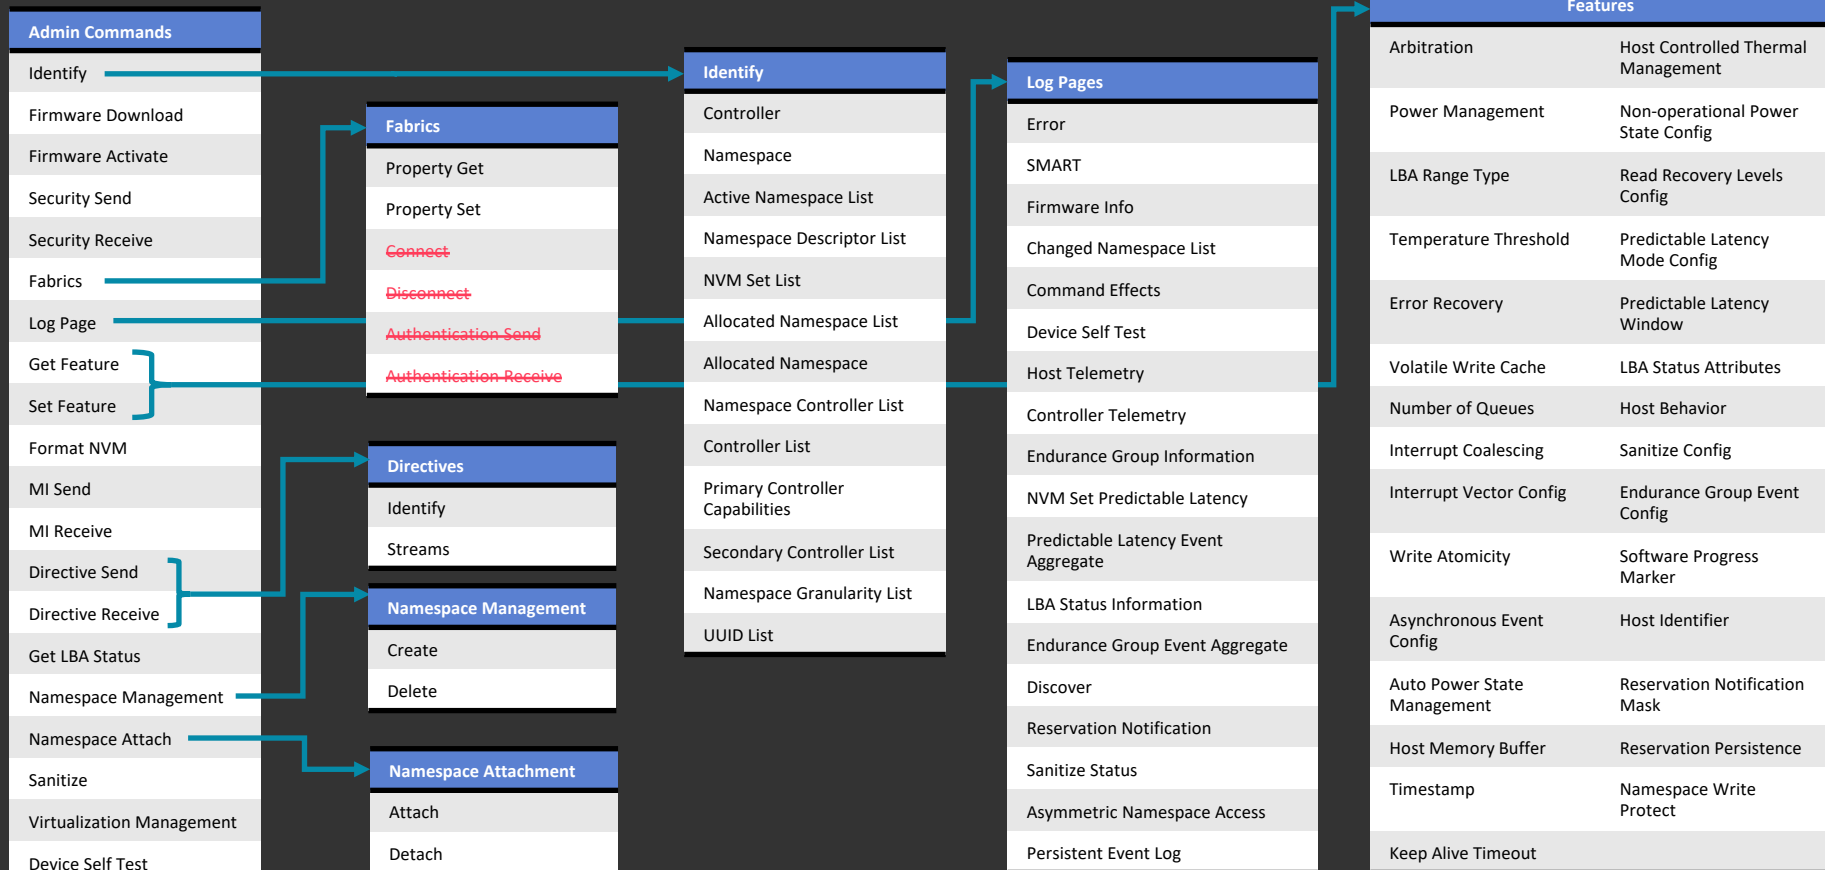 Admin Commands
Identify
Firmware Download
Firmware Activate
Security Send
Security Receive
Fabrics
Log Page
Get Feature
Set Feature
Format NVM
MI Send
MI Receive
Directive Send
Directive Receive
Get LBA Status
Namespace Management
Namespace Attach
Sanitize
Virtualization Management
Device Self Test
Fabrics
Property Get
Property Set
Connect
Disconnect
Authentication Send
Authentication Receive
Directives
Identify
Streams
Namespace Management
Create
Delete
Namespace Attachment
Attach
Detach
Identify
Controller
Namespace
Active Namespace List
Namespace Descriptor List
NVM Set List
Allocated Namespace List
Allocated Namespace
Namespace Controller List
Controller List
Primary Controller
Capabilities
Secondary Controller List
Namespace Granularity List
UUID List
Log Pages
Error
SMART
Firmware Info
Changed Namespace List
Command Effects
Device Self Test
Host Telemetry
Controller Telemetry
Endurance Group Information
NVM Set Predictable Latency
Predictable Latency Event
Aggregate
LBA Status Information
Endurance Group Event Aggregate
Discover
Reservation Notification
Sanitize Status
Asymmetric Namespace Access
Persistent Event Log
Features
Arbitration
Host Controlled Thermal
Management
Power Management
Non-operational Power
State Config
LBA Range Type
Read Recovery Levels
Config
Temperature Threshold
Predictable Latency
Mode Config
Error Recovery
Predictable Latency
Window
Volatile Write Cache
LBA Status Attributes
Number of Queues
Host Behavior
Interrupt Coalescing
Sanitize Config
Interrupt Vector Config
Endurance Group Event
Config
Write Atomicity
Software Progress
Marker
Asynchronous Event
Config
Host Identifier
Auto Power State
Management
Reservation Notification
Mask
Host Memory Buffer
Reservation Persistence
Timestamp
Namespace Write
Protect
Keep Alive Timeout